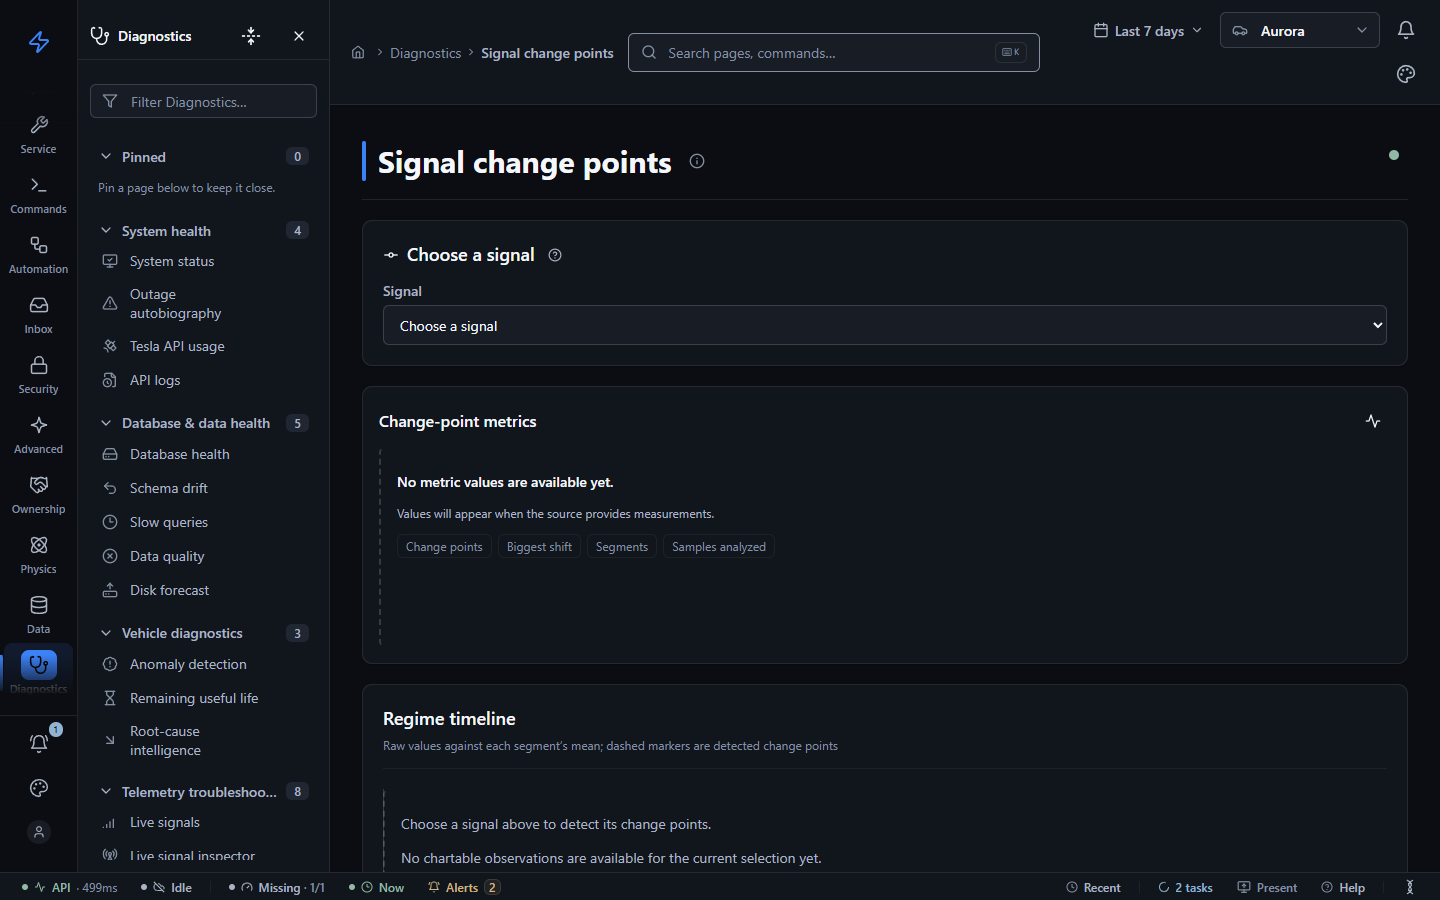 Diagnostics
Filter Diagnostics...
Service
Commands
Automation
Inbox
Security
Advanced
Ownership
Physics
Data
Diagnostics
1
Pinned 0
Pin a page below to keep it close.
System health 4
System status
Outage
autobiography
Tesla API usage
API logs
Database & data health 5
Database health
Schema drift
Slow queries
Data quality
Disk forecast
Vehicle diagnostics 3
Anomaly detection
Remaining useful life
Root-cause
intelligence
Telemetry troubleshoo... 8
Live signals
Live signal inspector
Diagnostics
Signal change points
Search pages, commands...
K
Last 7 days
Aurora
Signal change points
Choose a signal
Signal
Choose a signal
Change-point metrics
No metric values are available yet.
Values will appear when the source provides measurements.
Change points
Biggest shift
Segments
Samples analyzed
Regime timeline
Raw values against each segment's mean; dashed markers are detected change points
Choose a signal above to detect its change points.
No chartable observations are available for the current selection yet.
API · 499ms
Idle
Missing · 1/1
Now
Alerts 2
Recent
2 tasks
Present
Help